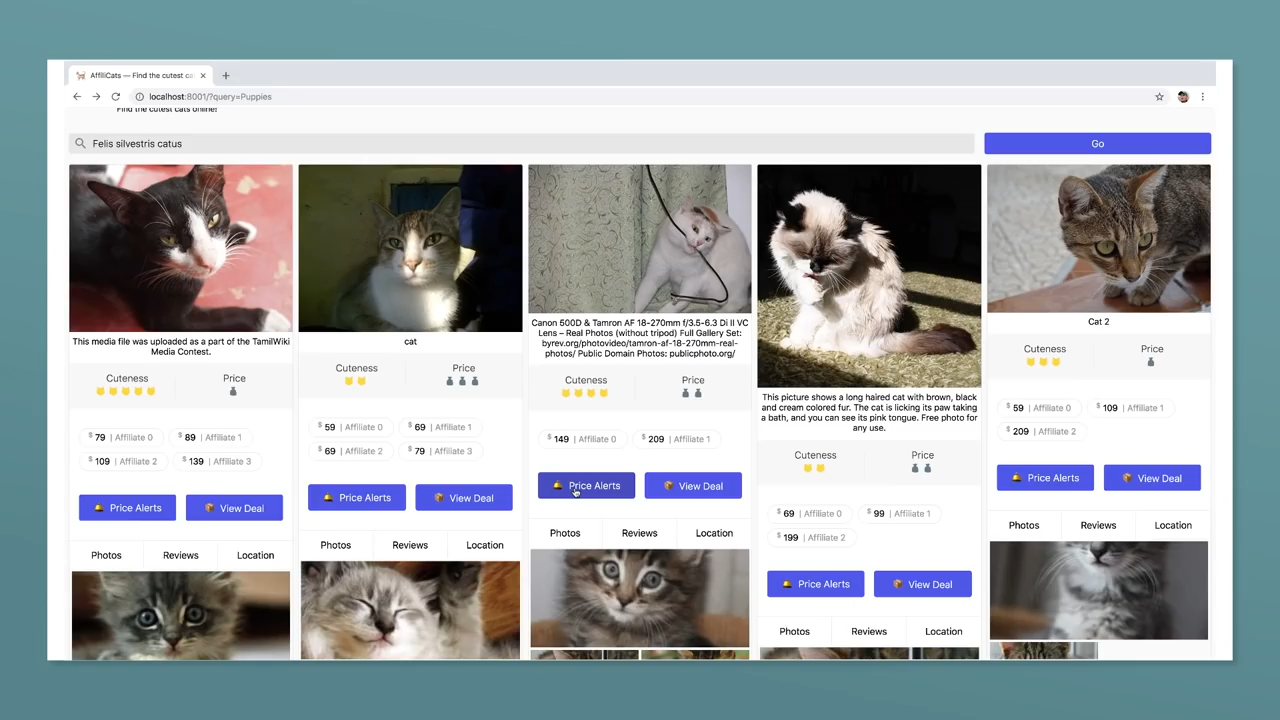 AffiliCats — Find the cutest ca
localhost:8001/?query=Puppies
Find the cutest cats online!
Felis silvestris catus
Go
This media file was uploaded as a part of the TamilWiki
Media Contest.
Cuteness
Price
$ 79 | Affiliate 0
$ 89 | Affiliate 1
$ 109 | Affiliate 2
$ 139 | Affiliate 3
Price Alerts
View Deal
Photos
Reviews
Location
cat
Cuteness
Price
$ 59 | Affiliate 0
$ 69 | Affiliate 1
$ 69 | Affiliate 2
$ 79 | Affiliate 3
Price Alerts
View Deal
Photos
Reviews
Location
Canon 500D & Tamron AF 18-270mm f/3.5-6.3 Di II VC
Lens – Real Photos (without tripod) Full Gallery Set:
byrev.org/photovideo/tamron-af-18-270mm-real-
photos/ Public Domain Photos: publicphoto.org/
Cuteness
Price
$ 149 | Affiliate 0
$ 209 | Affiliate 1
Price Alerts
View Deal
Photos
Reviews
Location
This picture shows a long haired cat with brown, black
and cream colored fur. The cat is licking its paw taking
a bath, and you can see its pink tongue. Free photo for
any use.
Cuteness
Price
$ 69 | Affiliate 0
$ 99 | Affiliate 1
$ 199 | Affiliate 2
Price Alerts
View Deal
Photos
Reviews
Location
Cat 2
Cuteness
Price
$ 59 | Affiliate 0
$ 109 | Affiliate 1
$ 209 | Affiliate 2
Price Alerts
View Deal
Photos
Reviews
Location